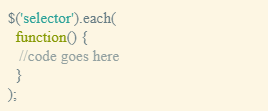 $('selector').each(
function() {
//code goes here
}
);